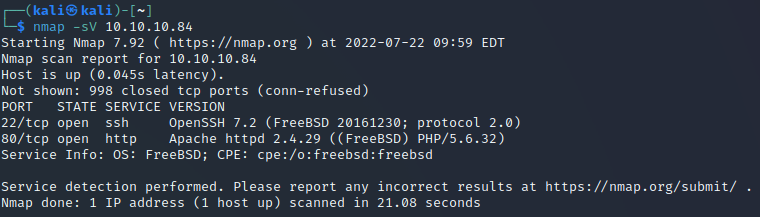 ┌──(kali㉿kali)-[~]
└─$ nmap -sV 10.10.10.84
Starting Nmap 7.92 ( https://nmap.org ) at 2022-07-22 09:59 EDT
Nmap scan report for 10.10.10.84
Host is up (0.045s latency).
Not shown: 998 closed tcp ports (conn-refused)
PORT   STATE SERVICE VERSION
22/tcp open  ssh     OpenSSH 7.2 (FreeBSD 20161230; protocol 2.0)
80/tcp open  http    Apache httpd 2.4.29 ((FreeBSD) PHP/5.6.32)
Service Info: OS: FreeBSD; CPE: cpe:/o:freebsd:freebsd
Service detection performed. Please report any incorrect results at https://nmap.org/submit/ .
Nmap done: 1 IP address (1 host up) scanned in 21.08 seconds